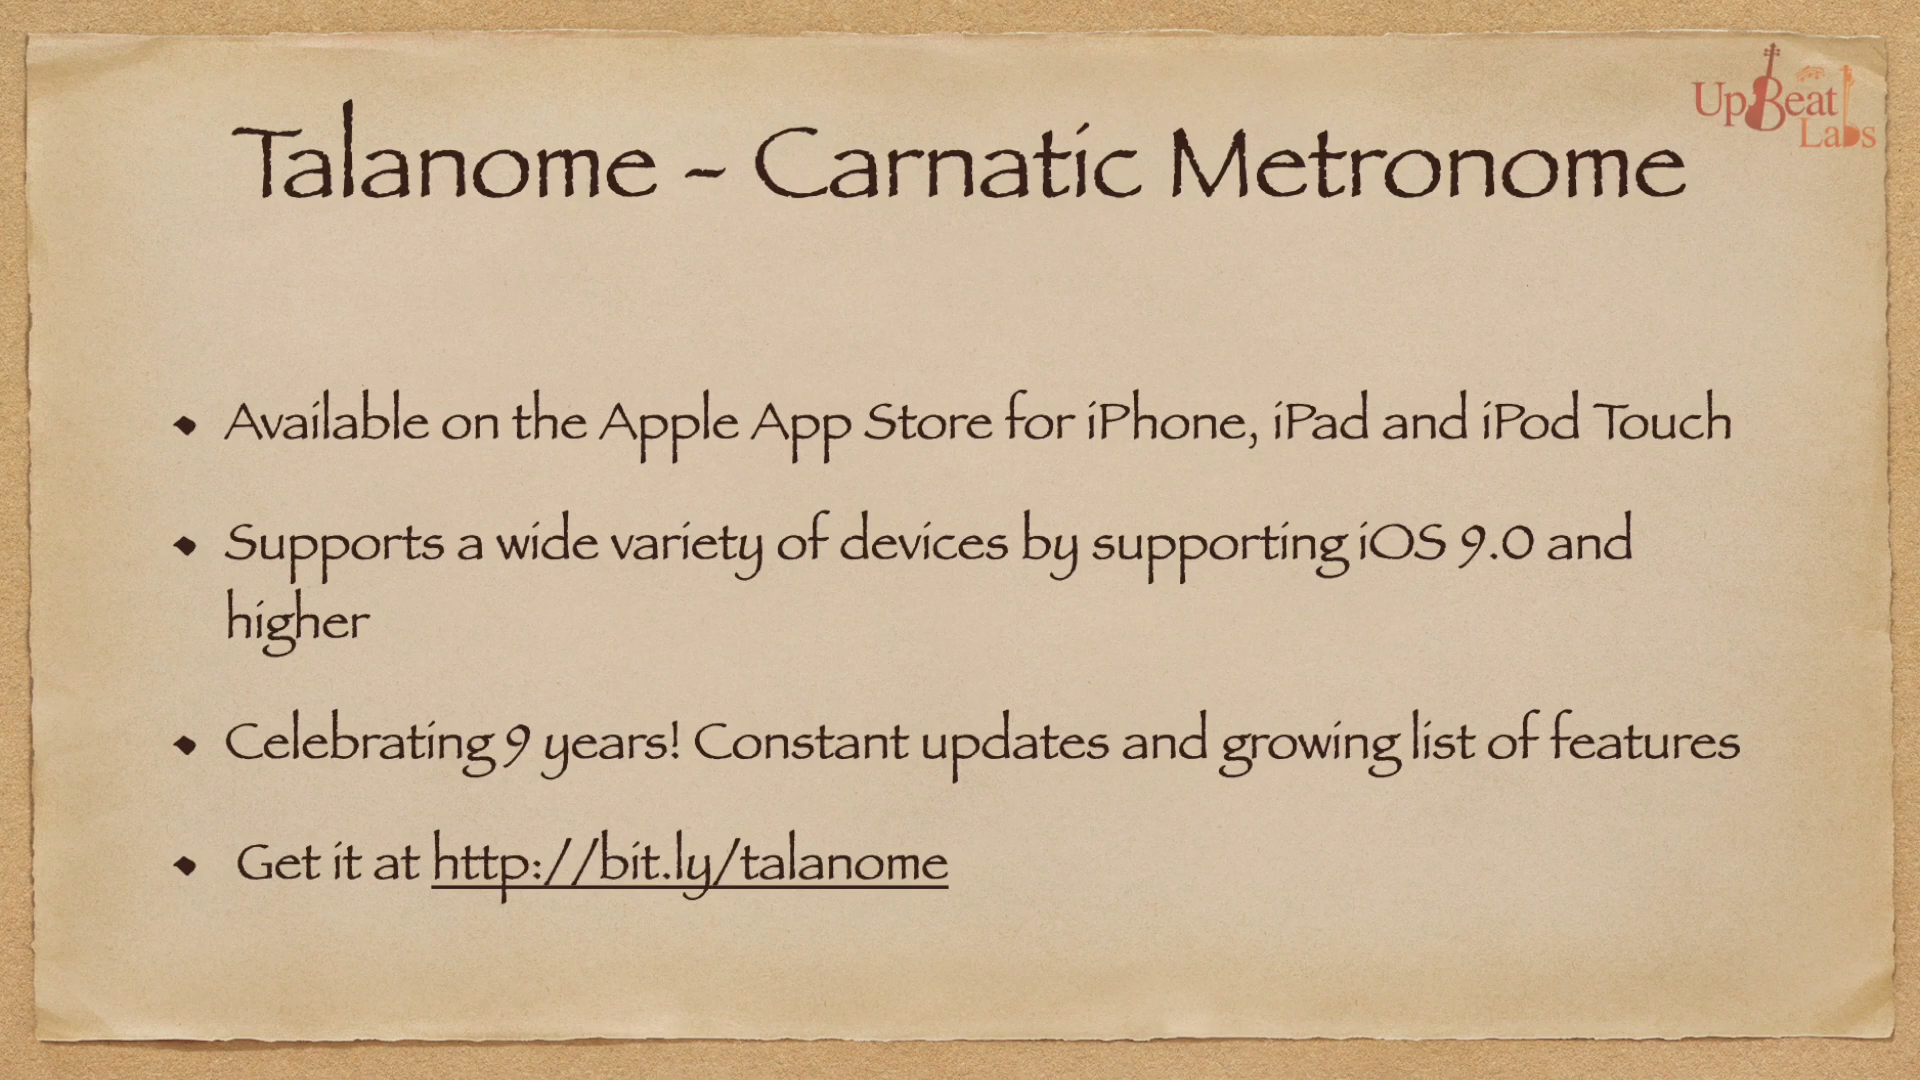 UpBeat
Labs
Talanome - Carnatic Metronome
Available on the Apple App Store for iPhone, iPad and iPod Touch
Supports a wide variety of devices by supporting iOS 9.0 and
higher
Celebrating 9 years! Constant updates and growing list of features
Get it at http://bit.ly/talanome